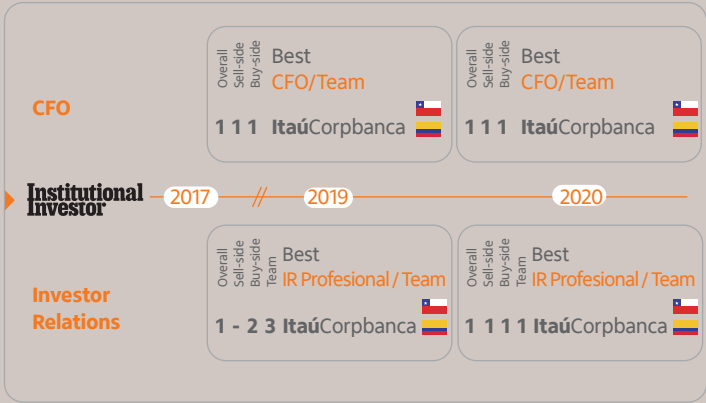 CFO
Overall
Sell-side
Buy-side
Best
CFO/Team
1 1 1 ItaúCorpbanca
Overall
Sell-side
Buy-side
Best
CFO/Team
1 1 1 ItaúCorpbanca
Institutional
Investor
2017 // 2019 2020
Investor
Relations
Overall
Sell-side
Buy-side
Team
Best
IR Profesional / Team
1 - 2 3 ItaúCorpbanca
Overall
Sell-side
Buy-side
Team
Best
IR Profesional / Team
1 1 1 1 ItaúCorpbanca